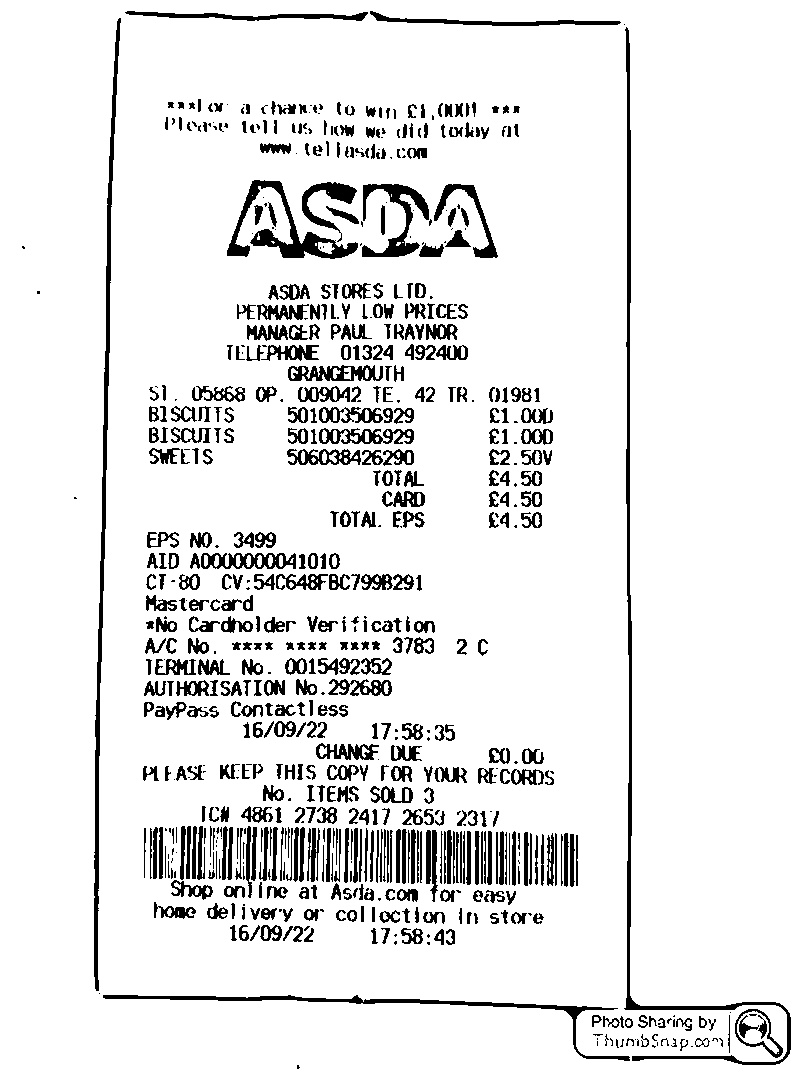 ***For a chance to win £1,000! ***
Please tell us how we did today at
www.tellasda.com
ASDA
ASDA STORES LTD.
PERMANENTLY LOW PRICES
MANAGER PAUL TRAYNOR
TELEPHONE 01324 492400
GRANGEMOUTH
ST. 05868 OP. 009042 TE. 42 TR. 01981
BISCUITS 501003506929 £1.00D
BISCUITS 501003506929 £1.00D
SWEETS 506038426290 £2.50V
TOTAL £4.50
CARD £4.50
TOTAL EPS £4.50
EPS NO. 3499
AID A0000000041010
CT-80 CV:54C648FBC799B291
Mastercard
*No Cardholder Verification
A/C No. **** **** **** 3783 2 C
TERMINAL No. 0015492352
AUTHORISATION No.292680
PayPass Contactless
16/09/22 17:58:35
CHANGE DUE £0.00
PLEASE KEEP THIS COPY FOR YOUR RECORDS
No. ITEMS SOLD 3
TC# 4861 2738 2417 2653 2317
Shop online at Asda.com for easy
home delivery or collection in store
16/09/22 17:58:43
Photo Sharing by
ThumbSnap.com